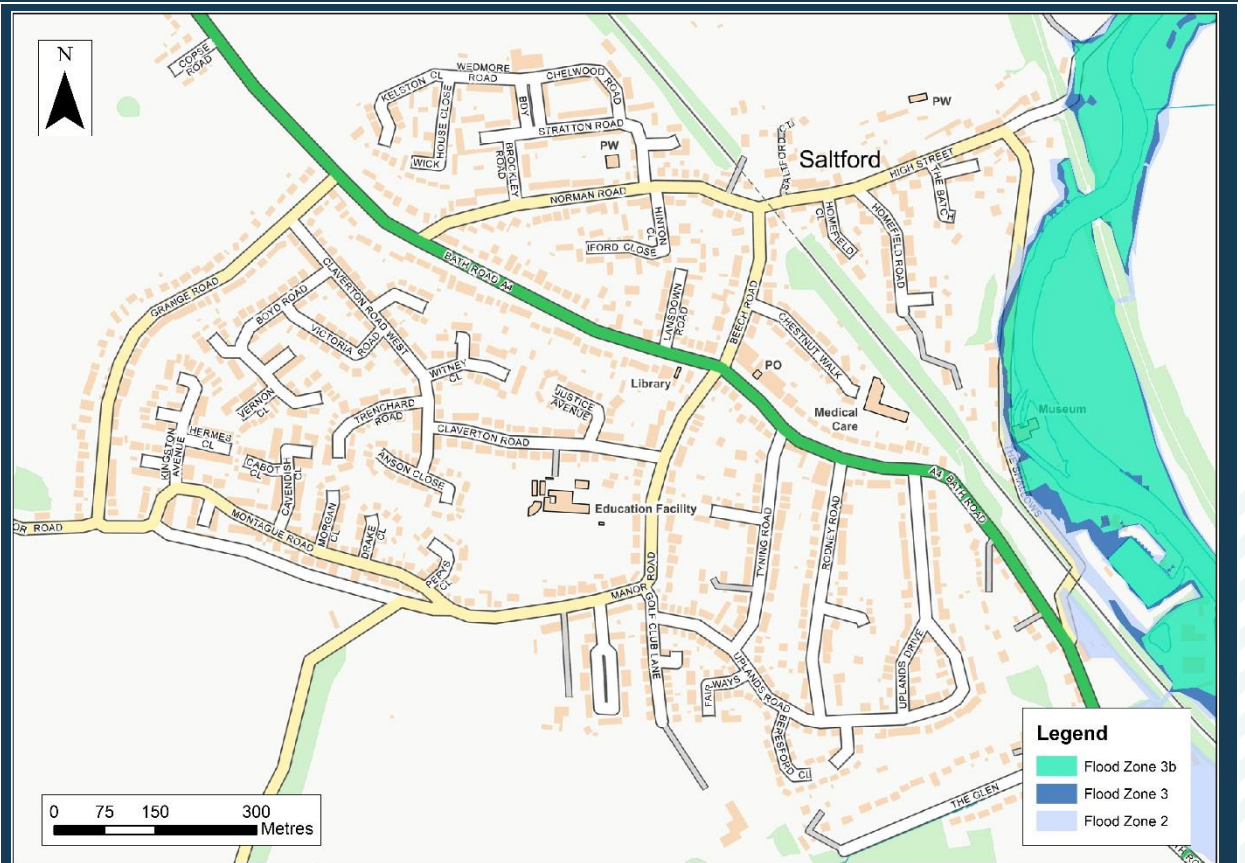 N
COPSE
ROAD
KELSTON CL
WEDMORE
ROAD
CHELWOOD
ROAD
BDY
HOUSE CLOSE
WICK
STRATTON ROAD
BROCKLEY
ROAD
PW
NORMAN ROAD
HINTON
CL
IFORD CLOSE
PW
SALTFORD CT
Saltford
HIGH STREET
THE BATCH
HOMEFIELD
CL
HOMEFIELD ROAD
GRANGE ROAD
BATH ROAD A4
CLAVERTON ROAD WEST
BOYD ROAD
VICTORIA
ROAD
LANSDOWN
ROAD
BEECH ROAD
CHESTNUT WALK
VERNON
CL
WITNEY
CL
Library
PO
Medical
Care
Museum
JUSTICE
AVENUE
TRENCHARD
ROAD
KINGSTON
AVENUE
HERMES
CL
CLAVERTON ROAD
CABOT
CL
CAVENDISH
CL
ANSON CLOSE
A4 BATH ROAD
THE SHALLOWS
Education Facility
OR ROAD
MONTAGUE ROAD
MORGAN
CL
DRAKE
CL
PEPYS
CL
TYNING ROAD
RODNEY ROAD
MANOR ROAD
GOLF CLUB LANE
UPLANDS DRIVE
FAIRWAYS
UPLANDS ROAD
BERESFORD CL
THE GLEN
Legend
Flood Zone 3b
Flood Zone 3
Flood Zone 2
0 75 150 300
Metres